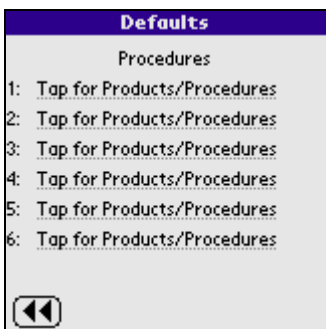 Defaults
Procedures
1: Tap for Products/Procedures
2: Tap for Products/Procedures
3: Tap for Products/Procedures
4: Tap for Products/Procedures
5: Tap for Products/Procedures
6: Tap for Products/Procedures